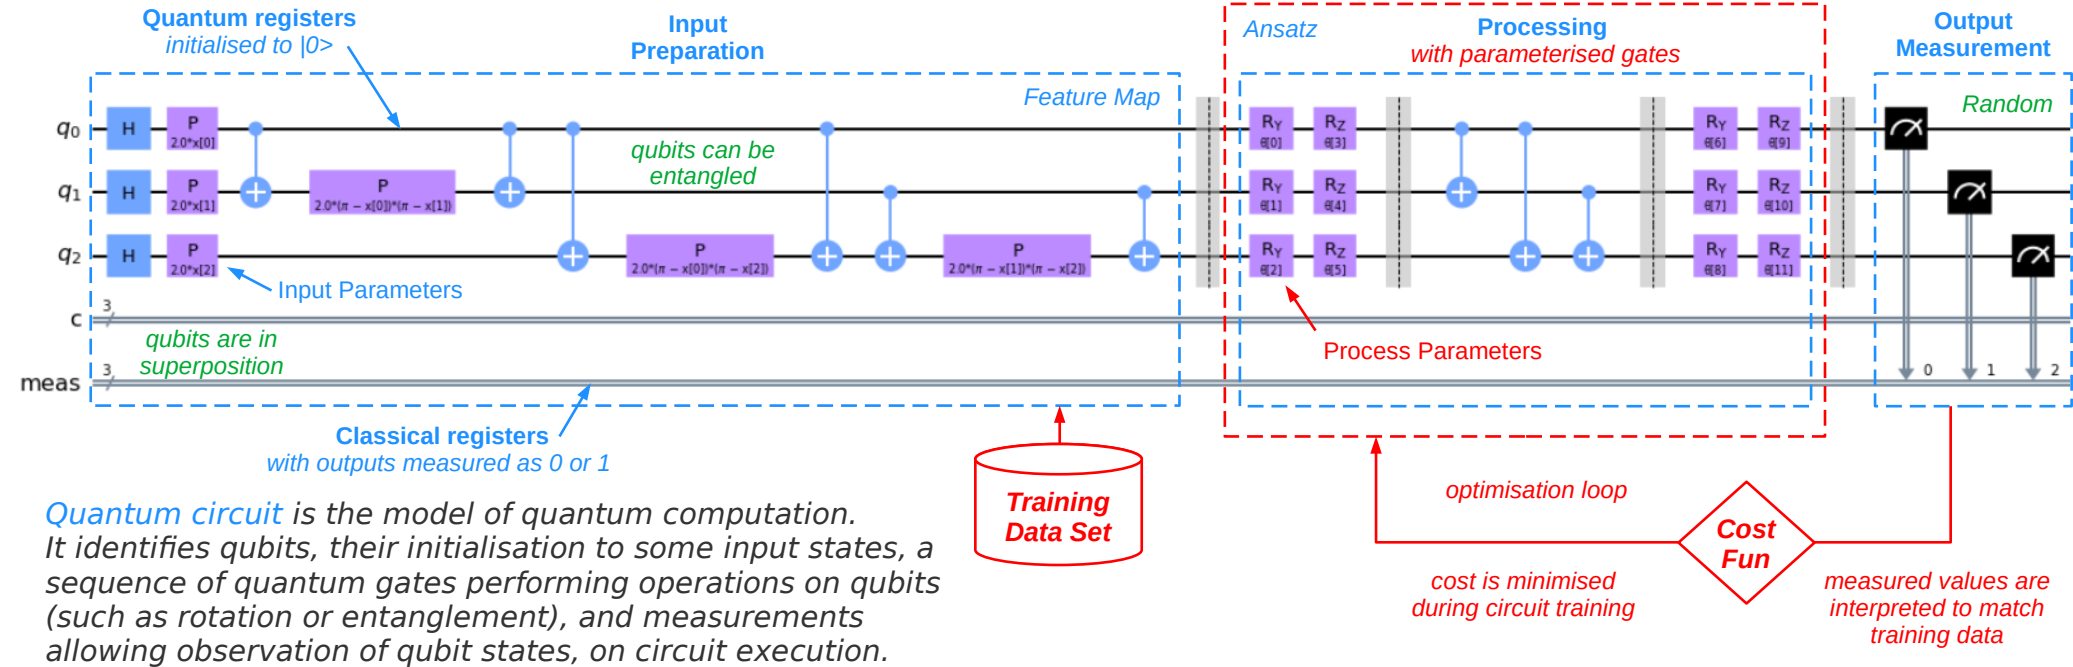 Quantum registers
initialised to |0>
Input
Preparation
Ansatz
Processing
with parameterised gates
Output
Measurement
Feature Map
Random
q0
H
P
2.0*x[0]
qubits can be
entangled
RY
θ[0]
RZ
θ[3]
RY
θ[6]
RZ
θ[9]
q1
H
P
2.0*x[1]
P
2.0*(π − x[0])*(π − x[1])
RY
θ[1]
RZ
θ[4]
RY
θ[7]
RZ
θ[10]
q2
H
P
2.0*x[2]
P
2.0*(π − x[0])*(π − x[2])
P
2.0*(π − x[1])*(π − x[2])
RY
θ[2]
RZ
θ[5]
RY
θ[8]
RZ
θ[11]
Input Parameters
c
3
qubits are in
superposition
Process Parameters
meas
3
0
1
2
Classical registers
with outputs measured as 0 or 1
Training
Data Set
optimisation loop
Cost
Fun
cost is minimised
during circuit training
measured values are
interpreted to match
training data
Quantum circuit is the model of quantum computation.
It identifies qubits, their initialisation to some input states, a
sequence of quantum gates performing operations on qubits
(such as rotation or entanglement), and measurements
allowing observation of qubit states, on circuit execution.